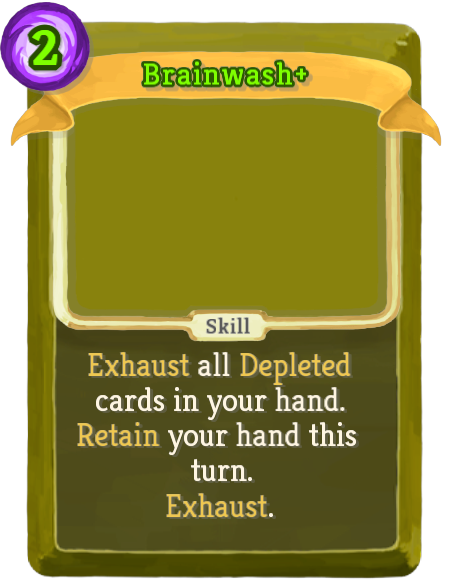 2
Brainwash+
Skill
Exhaust all Depleted
cards in your hand.
Retain your hand this
turn.
Exhaust.